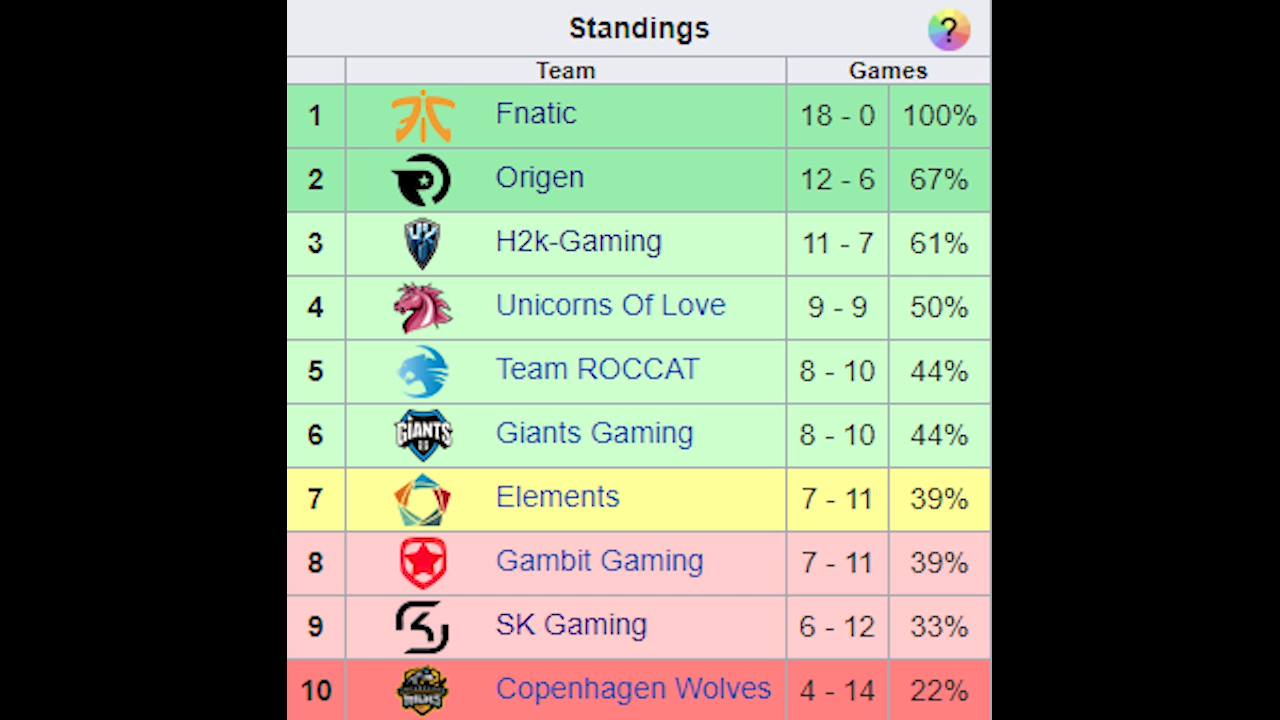 Standings ?
Team Games
1 Fnatic 18 - 0 100%
2 Origen 12 - 6 67%
3 H2k-Gaming 11 - 7 61%
4 Unicorns Of Love 9 - 9 50%
5 Team ROCCAT 8 - 10 44%
6 GIANTS Giants Gaming 8 - 10 44%
7 Elements 7 - 11 39%
8 Gambit Gaming 7 - 11 39%
9 SK Gaming 6 - 12 33%
10 Copenhagen Wolves 4 - 14 22%